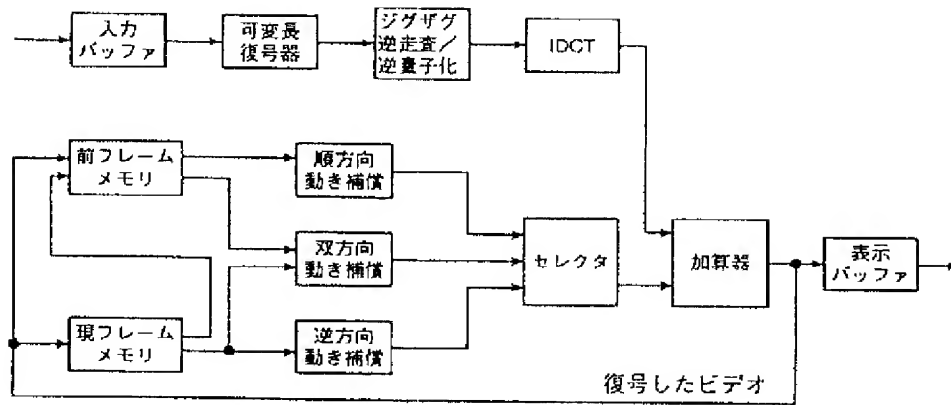 入力
バッファ
可変長
復号器
ジグザグ
逆走査／
逆量子化
IDCT
前フレーム
メモリ
順方向
動き補償
双方向
動き補償
セレクタ
加算器
表示
バッファ
現フレーム
メモリ
逆方向
動き補償
復号したビデオ